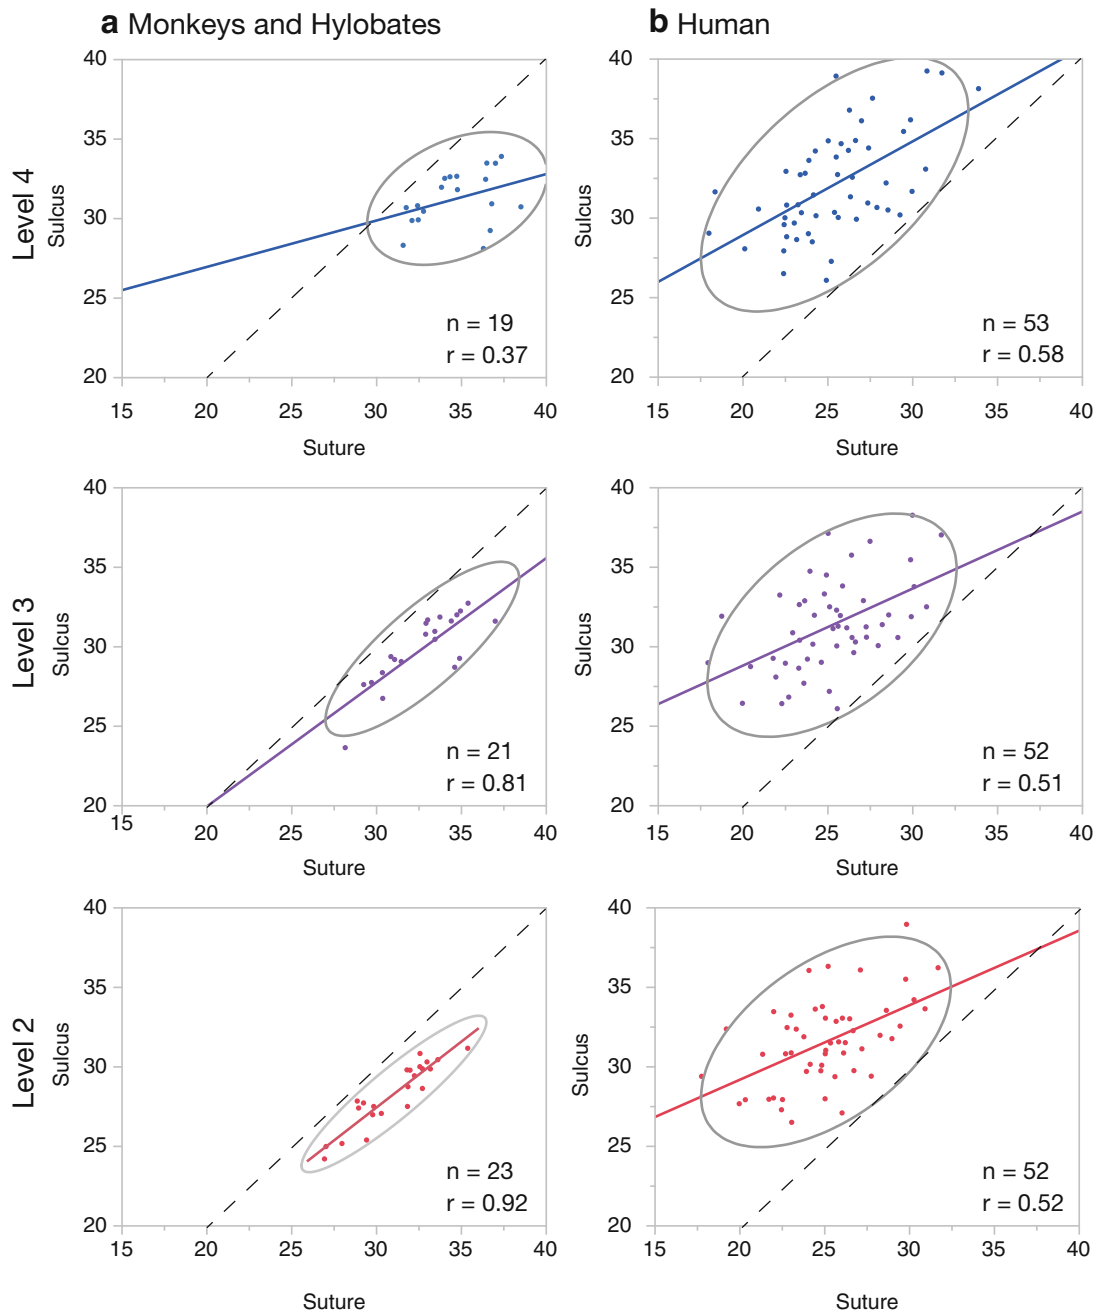 a Monkeys and Hylobates
b Human
Level 4
Sulcus
40
35
30
25
20
15 20 25 30 35 40
Suture
n = 19
r = 0.37
Sulcus
40
35
30
25
20
15 20 25 30 35 40
Suture
n = 53
r = 0.58
Level 3
Sulcus
40
35
30
25
20
15 20 25 30 35 40
Suture
n = 21
r = 0.81
Sulcus
40
35
30
25
20
15 20 25 30 35 40
Suture
n = 52
r = 0.51
Level 2
Sulcus
40
35
30
25
20
15 20 25 30 35 40
Suture
n = 23
r = 0.92
Sulcus
40
35
30
25
20
15 20 25 30 35 40
Suture
n = 52
r = 0.52